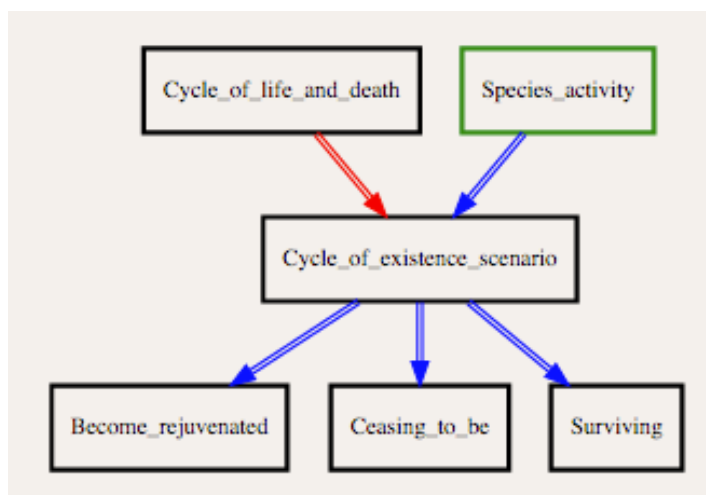 Cycle_of_life_and_death
Species_activity
Cycle_of_existence_scenario
Become_rejuvenated
Ceasing_to_be
Surviving